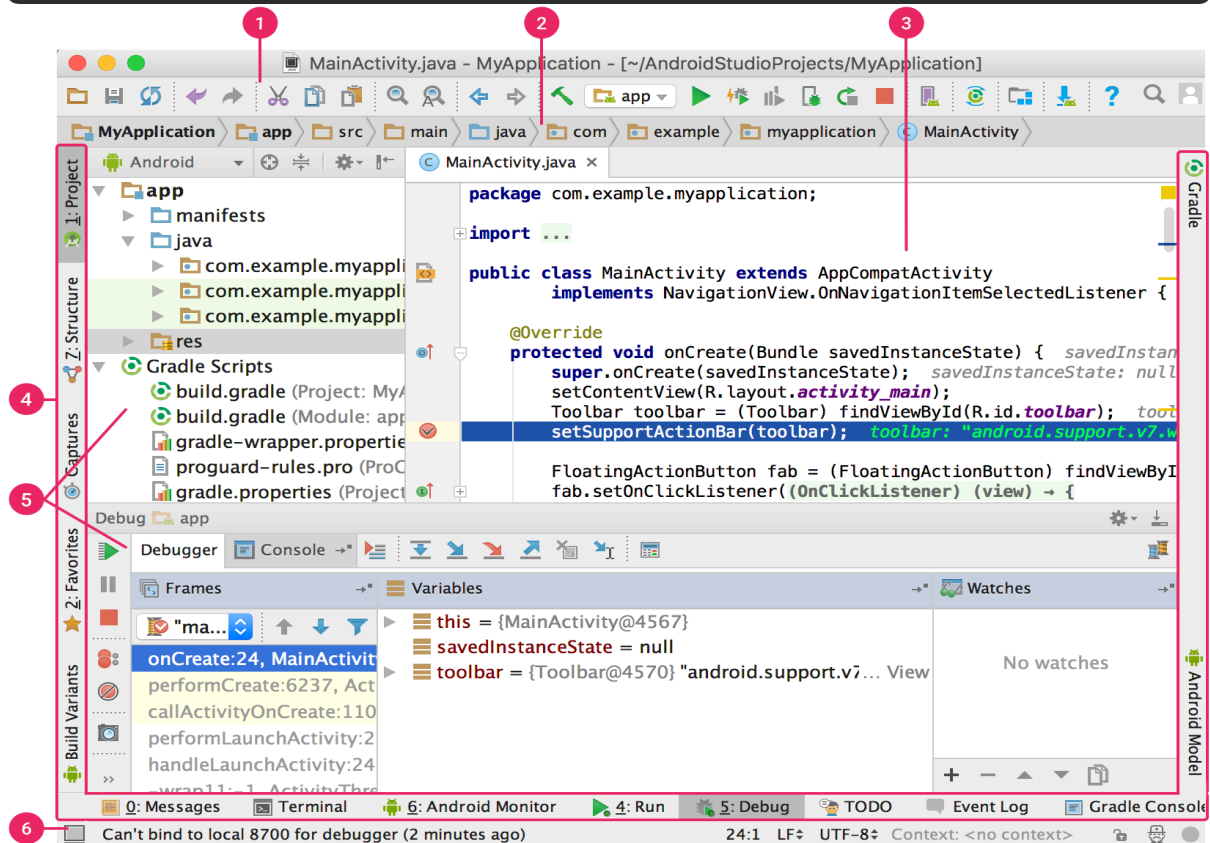 1 2 3
MainActivity.java - MyApplication - [~/AndroidStudioProjects/MyApplication]
app
?
MyApplication app src main java com example myapplication MainActivity
Android
MainActivity.java ×
1: Project
Z: Structure
Captures
2: Favorites
Build Variants
4
5
app
manifests
java
com.example.myappli
com.example.myappli
com.example.myappli
res
Gradle Scripts
build.gradle (Project: MyA
build.gradle (Module: app
gradle-wrapper.propertie
proguard-rules.pro (ProC
gradle.properties (Project
package com.example.myapplication;
import ...
public class MainActivity extends AppCompatActivity
implements NavigationView.OnNavigationItemSelectedListener {
@Override
protected void onCreate(Bundle savedInstanceState) { savedInstan
super.onCreate(savedInstanceState); savedInstanceState: null
setContentView(R.layout.activity_main);
Toolbar toolbar = (Toolbar) findViewById(R.id.toolbar); tool
setSupportActionBar(toolbar); toolbar: "android.support.v7.w
FloatingActionButton fab = (FloatingActionButton) findViewByI
fab.setOnClickListener((OnClickListener) (view) → {
Gradle
Android Model
Debug app
Debugger Console
Frames Variables Watches
"ma...
onCreate:24, MainActivit
performCreate:6237, Act
callActivityOnCreate:110
performLaunchActivity:2
handleLaunchActivity:24
-wrap11:-1, ActivityThre
this = {MainActivity@4567}
savedInstanceState = null
toolbar = {Toolbar@4570} "android.support.v7... View
No watches
0: Messages Terminal 6: Android Monitor 4: Run 5: Debug TODO Event Log Gradle Console
6
Can't bind to local 8700 for debugger (2 minutes ago) 24:1 LF UTF-8 Context: <no context>